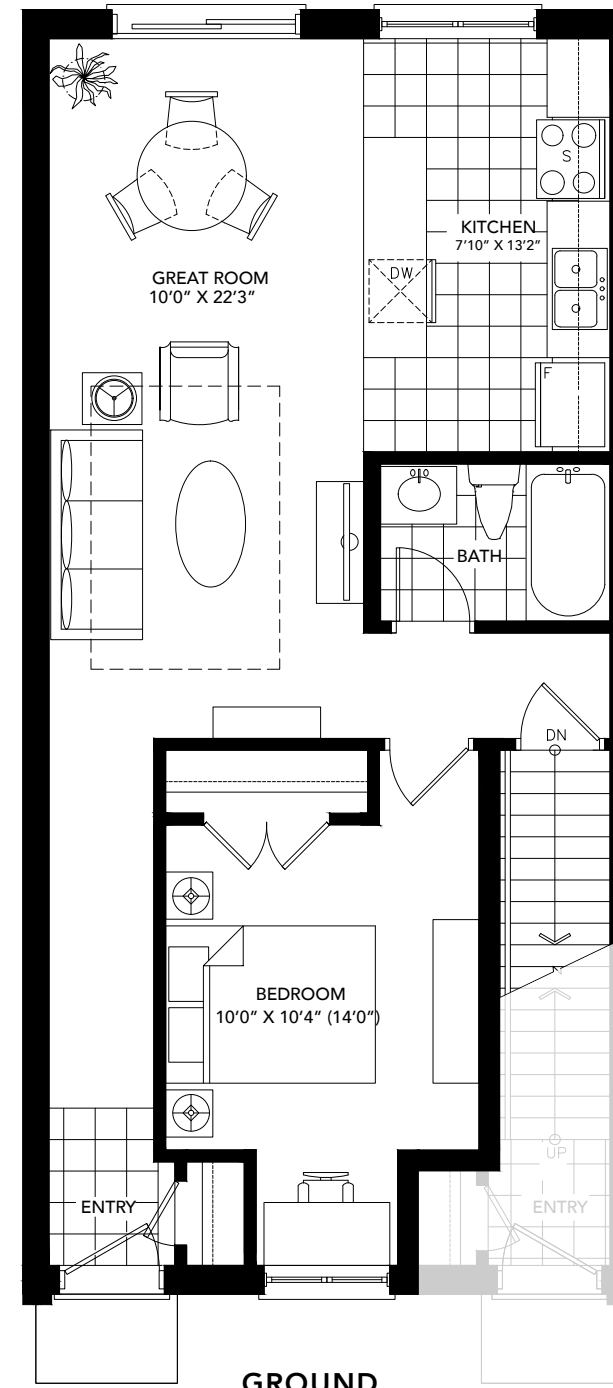 S
KITCHEN
7'10" X 13'2"
DW
GREAT ROOM
10'0" X 22'3"
F
BATH
DN
BEDROOM
10'0" X 10'4" (14'0")
UP
ENTRY
ENTRY
GROUND